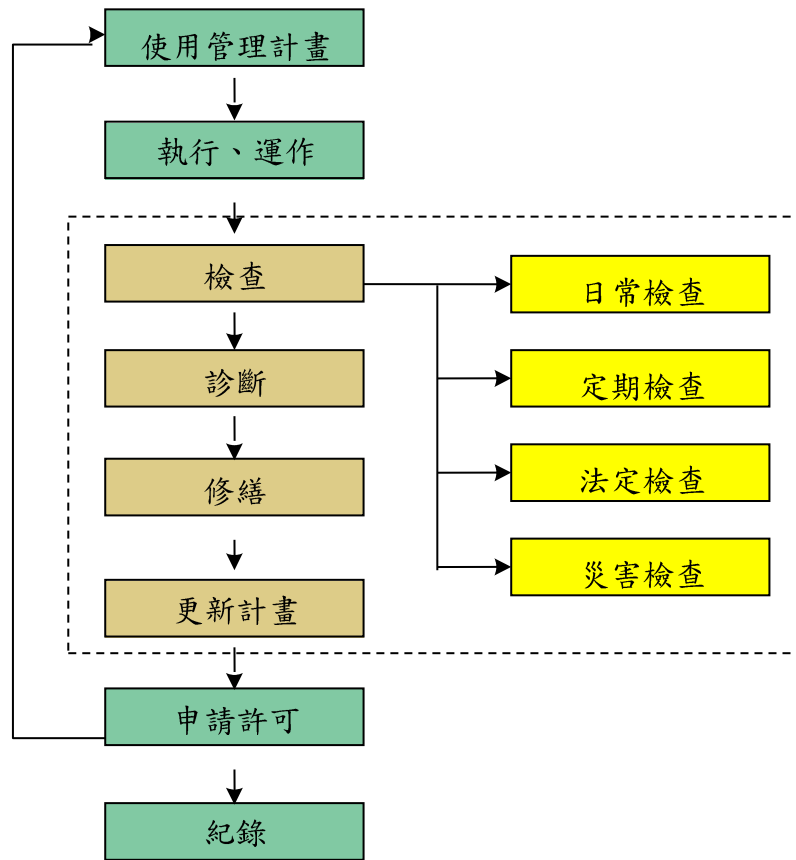 使用管理計畫
執行、運作
檢查
日常檢查
診斷
定期檢查
修繕
法定檢查
災害檢查
更新計畫
申請許可
紀錄